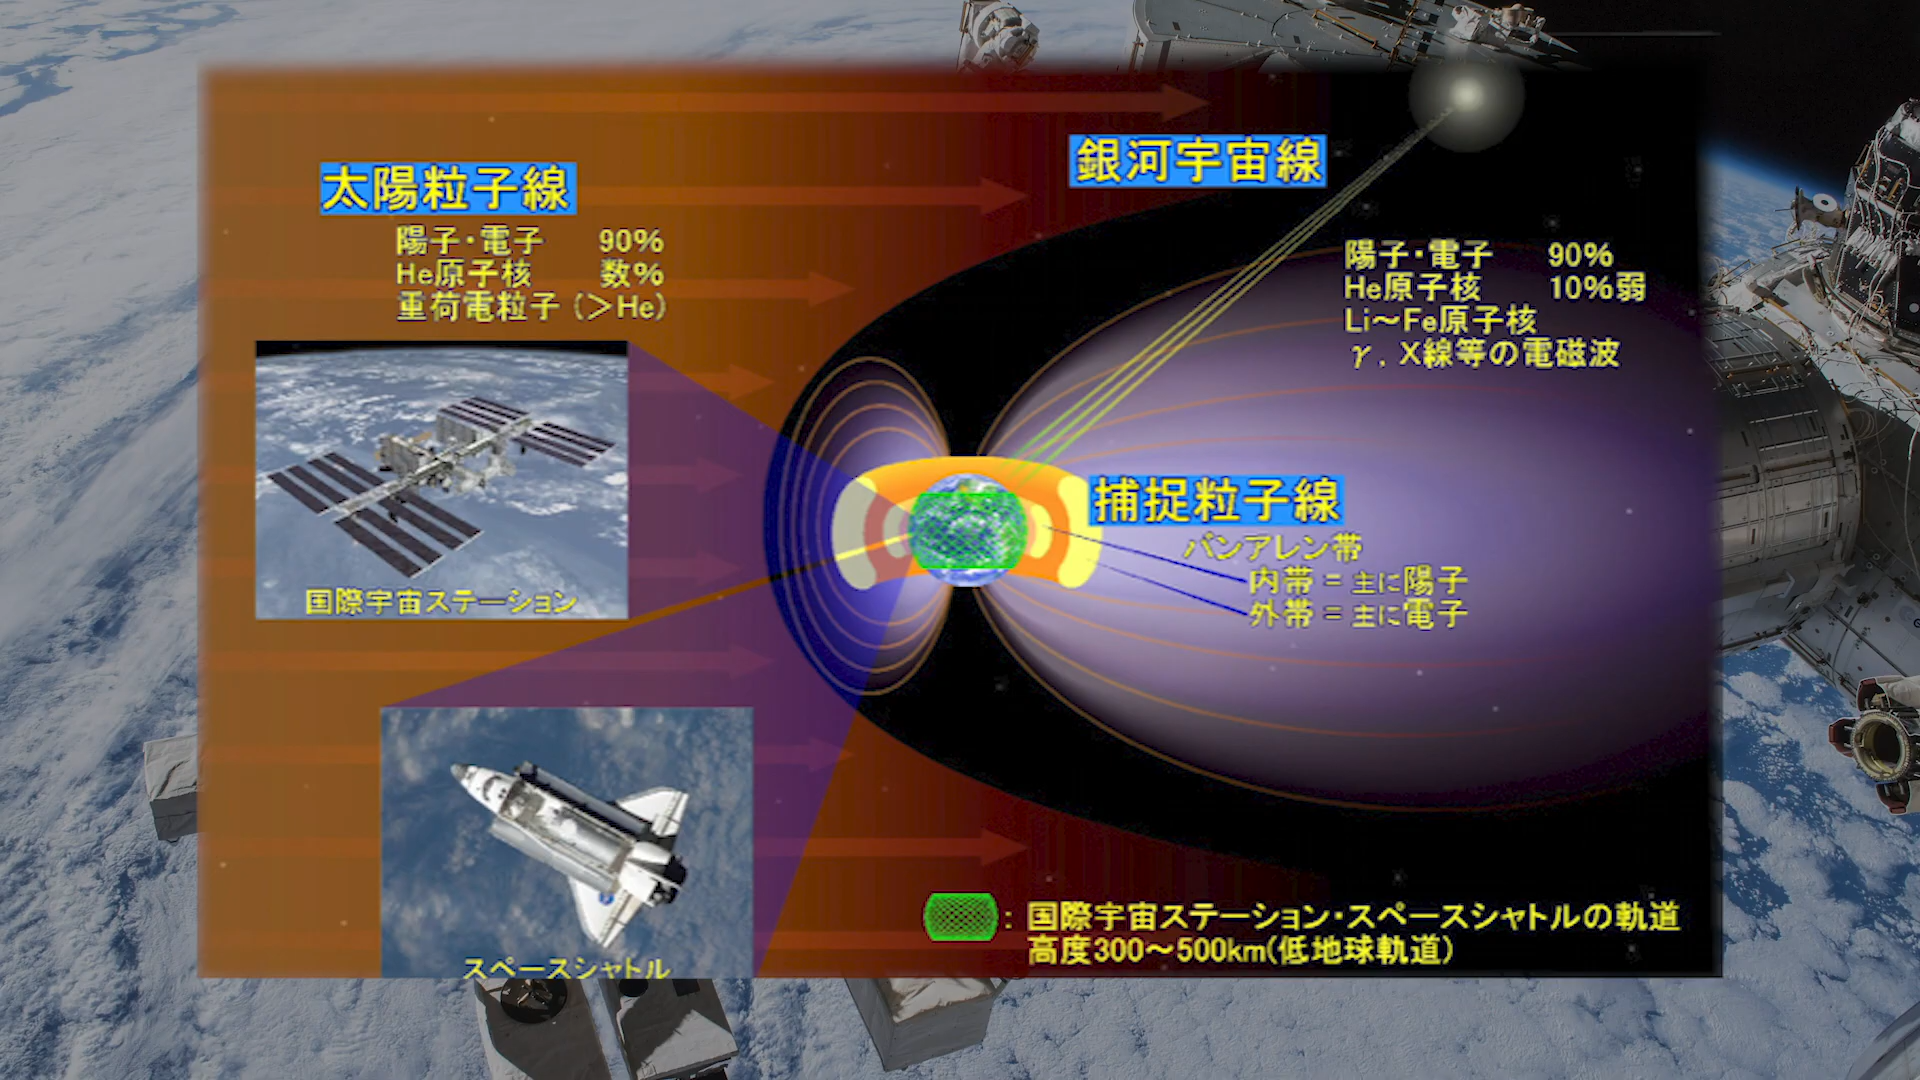 太陽粒子線
陽子・電子 90%
He原子核 数%
重荷電粒子（＞He）
国際宇宙ステーション
スペースシャトル
銀河宇宙線
陽子・電子 90%
He原子核 10%弱
Li～Fe原子核
γ，X線等の電磁波
捕捉粒子線
バンアレン帯
内帯＝主に陽子
外帯＝主に電子
：国際宇宙ステーション・スペースシャトルの軌道
高度300～500km(低地球軌道)